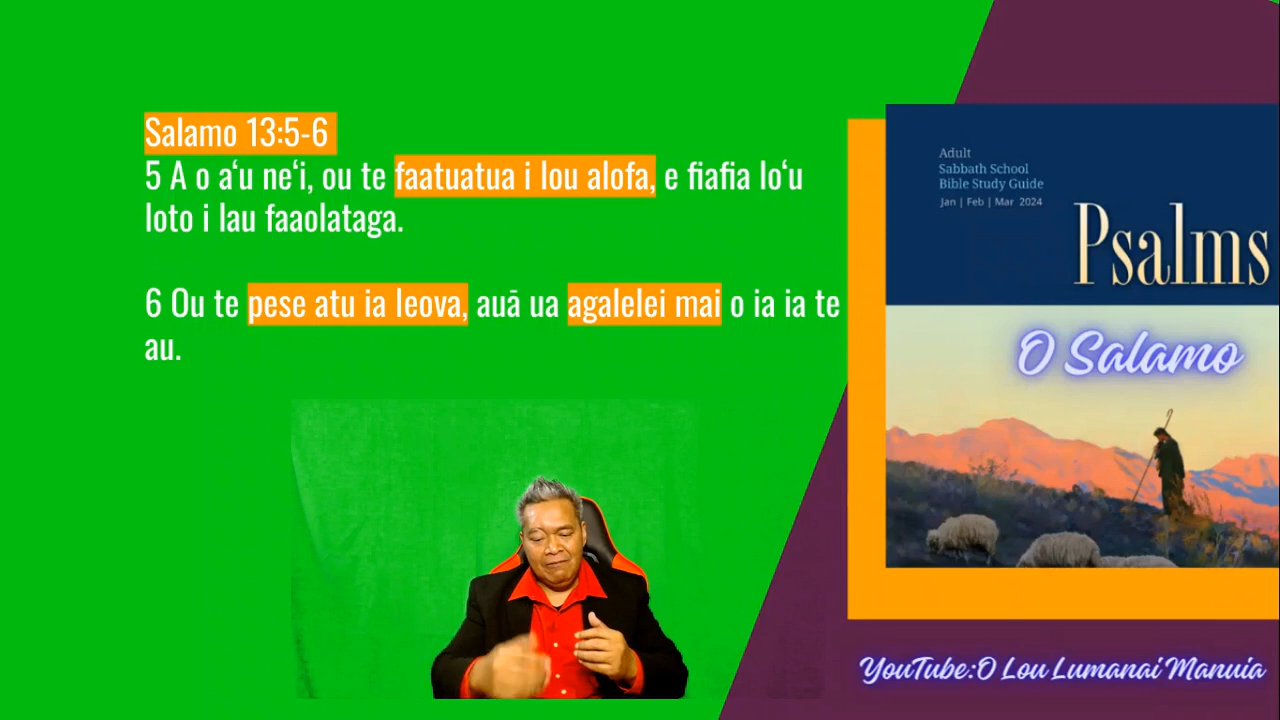 Salamo 13:5-6
5 A o a‘u ne‘i, ou te faatuatua i lou alofa, e fiafia lo‘u
loto i lau faaolataga.
6 Ou te pese atu ia Ieova, auā ua agalelei mai o ia ia te
au.
Adult
Sabbath School
Bible Study Guide
Jan | Feb | Mar 2024
Psalms
O Salamo
YouTube:O Lou Lumanai Manuia